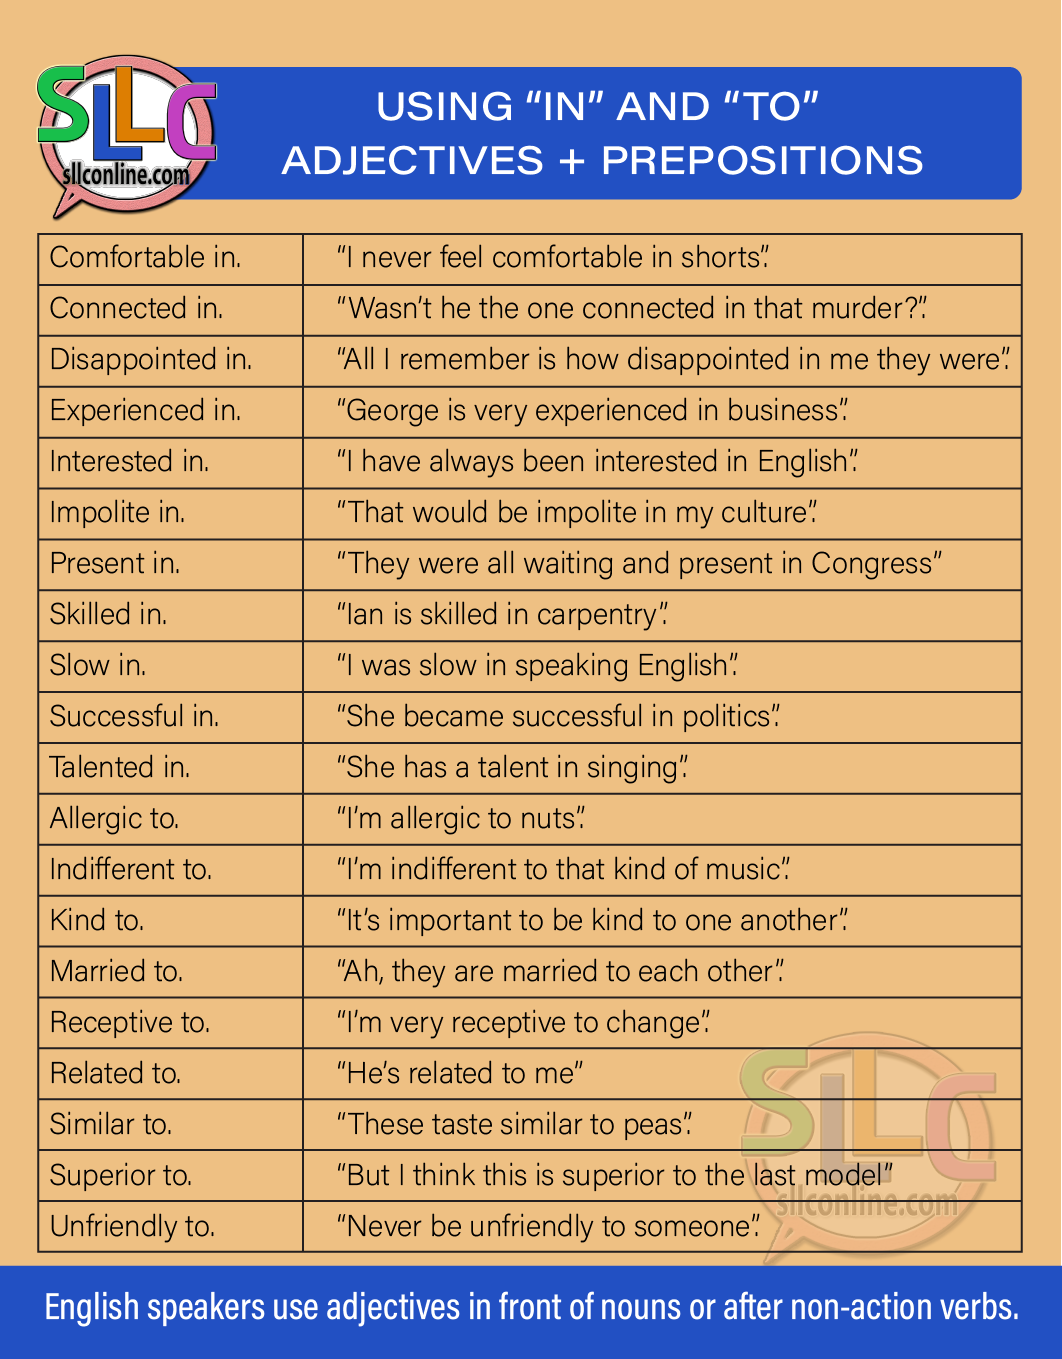 SLLC
sllconline.com
USING “IN” AND “TO”
ADJECTIVES + PREPOSITIONS
Comfortable in. “I never feel comfortable in shorts”.
Connected in. “Wasn’t he the one connected in that murder?”.
Disappointed in. “All I remember is how disappointed in me they were”.
Experienced in. “George is very experienced in business”.
Interested in. “I have always been interested in English”.
Impolite in. “That would be impolite in my culture”.
Present in. “They were all waiting and present in Congress”
Skilled in. “Ian is skilled in carpentry”.
Slow in. “I was slow in speaking English”.
Successful in. “She became successful in politics”.
Talented in. “She has a talent in singing”.
Allergic to. “I’m allergic to nuts”.
Indifferent to. “I’m indifferent to that kind of music”.
Kind to. “It’s important to be kind to one another”.
Married to. “Ah, they are married to each other”.
Receptive to. “I’m very receptive to change”.
Related to. “He’s related to me”
Similar to. “These taste similar to peas”.
Superior to. “But I think this is superior to the last model”
Unfriendly to. “Never be unfriendly to someone”.
SLLC
sllconline.com
English speakers use adjectives in front of nouns or after non-action verbs.